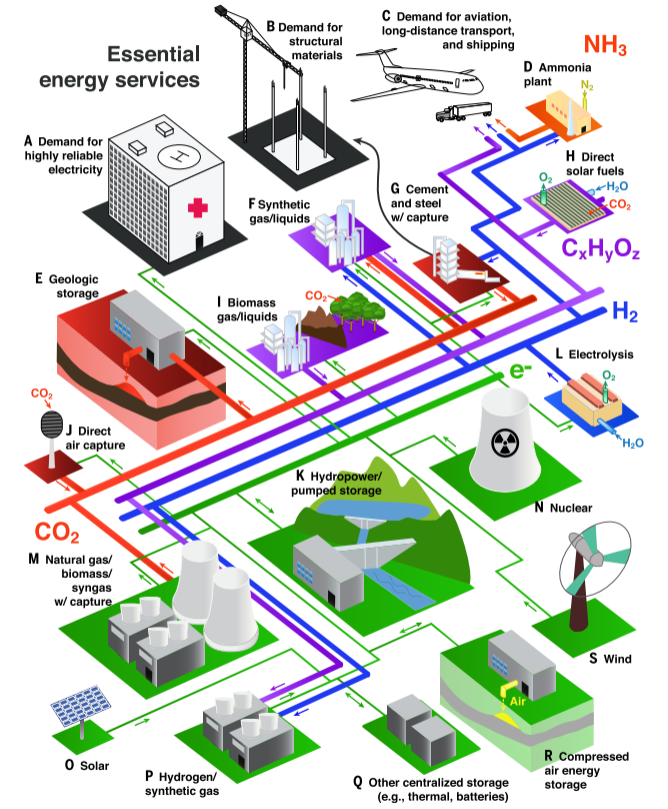 Essential
energy services
B Demand for
structural
materials
C Demand for aviation,
long-distance transport,
and shipping
NH3
D Ammonia
plant
N2
A Demand for
highly reliable
electricity
H
H Direct
solar fuels
O2
H2O
CO2
F Synthetic
gas/liquids
G Cement
and steel
w/ capture
CxHyOz
E Geologic
storage
I Biomass
gas/liquids
CO2
H2
L Electrolysis
O2
H2O
e-
CO2
J Direct
air capture
K Hydropower/
pumped storage
N Nuclear
CO2
M Natural gas/
biomass/
syngas
w/ capture
S Wind
Air
O Solar
P Hydrogen/
synthetic gas
Q Other centralized storage
(e.g., thermal, batteries)
R Compressed
air energy
storage